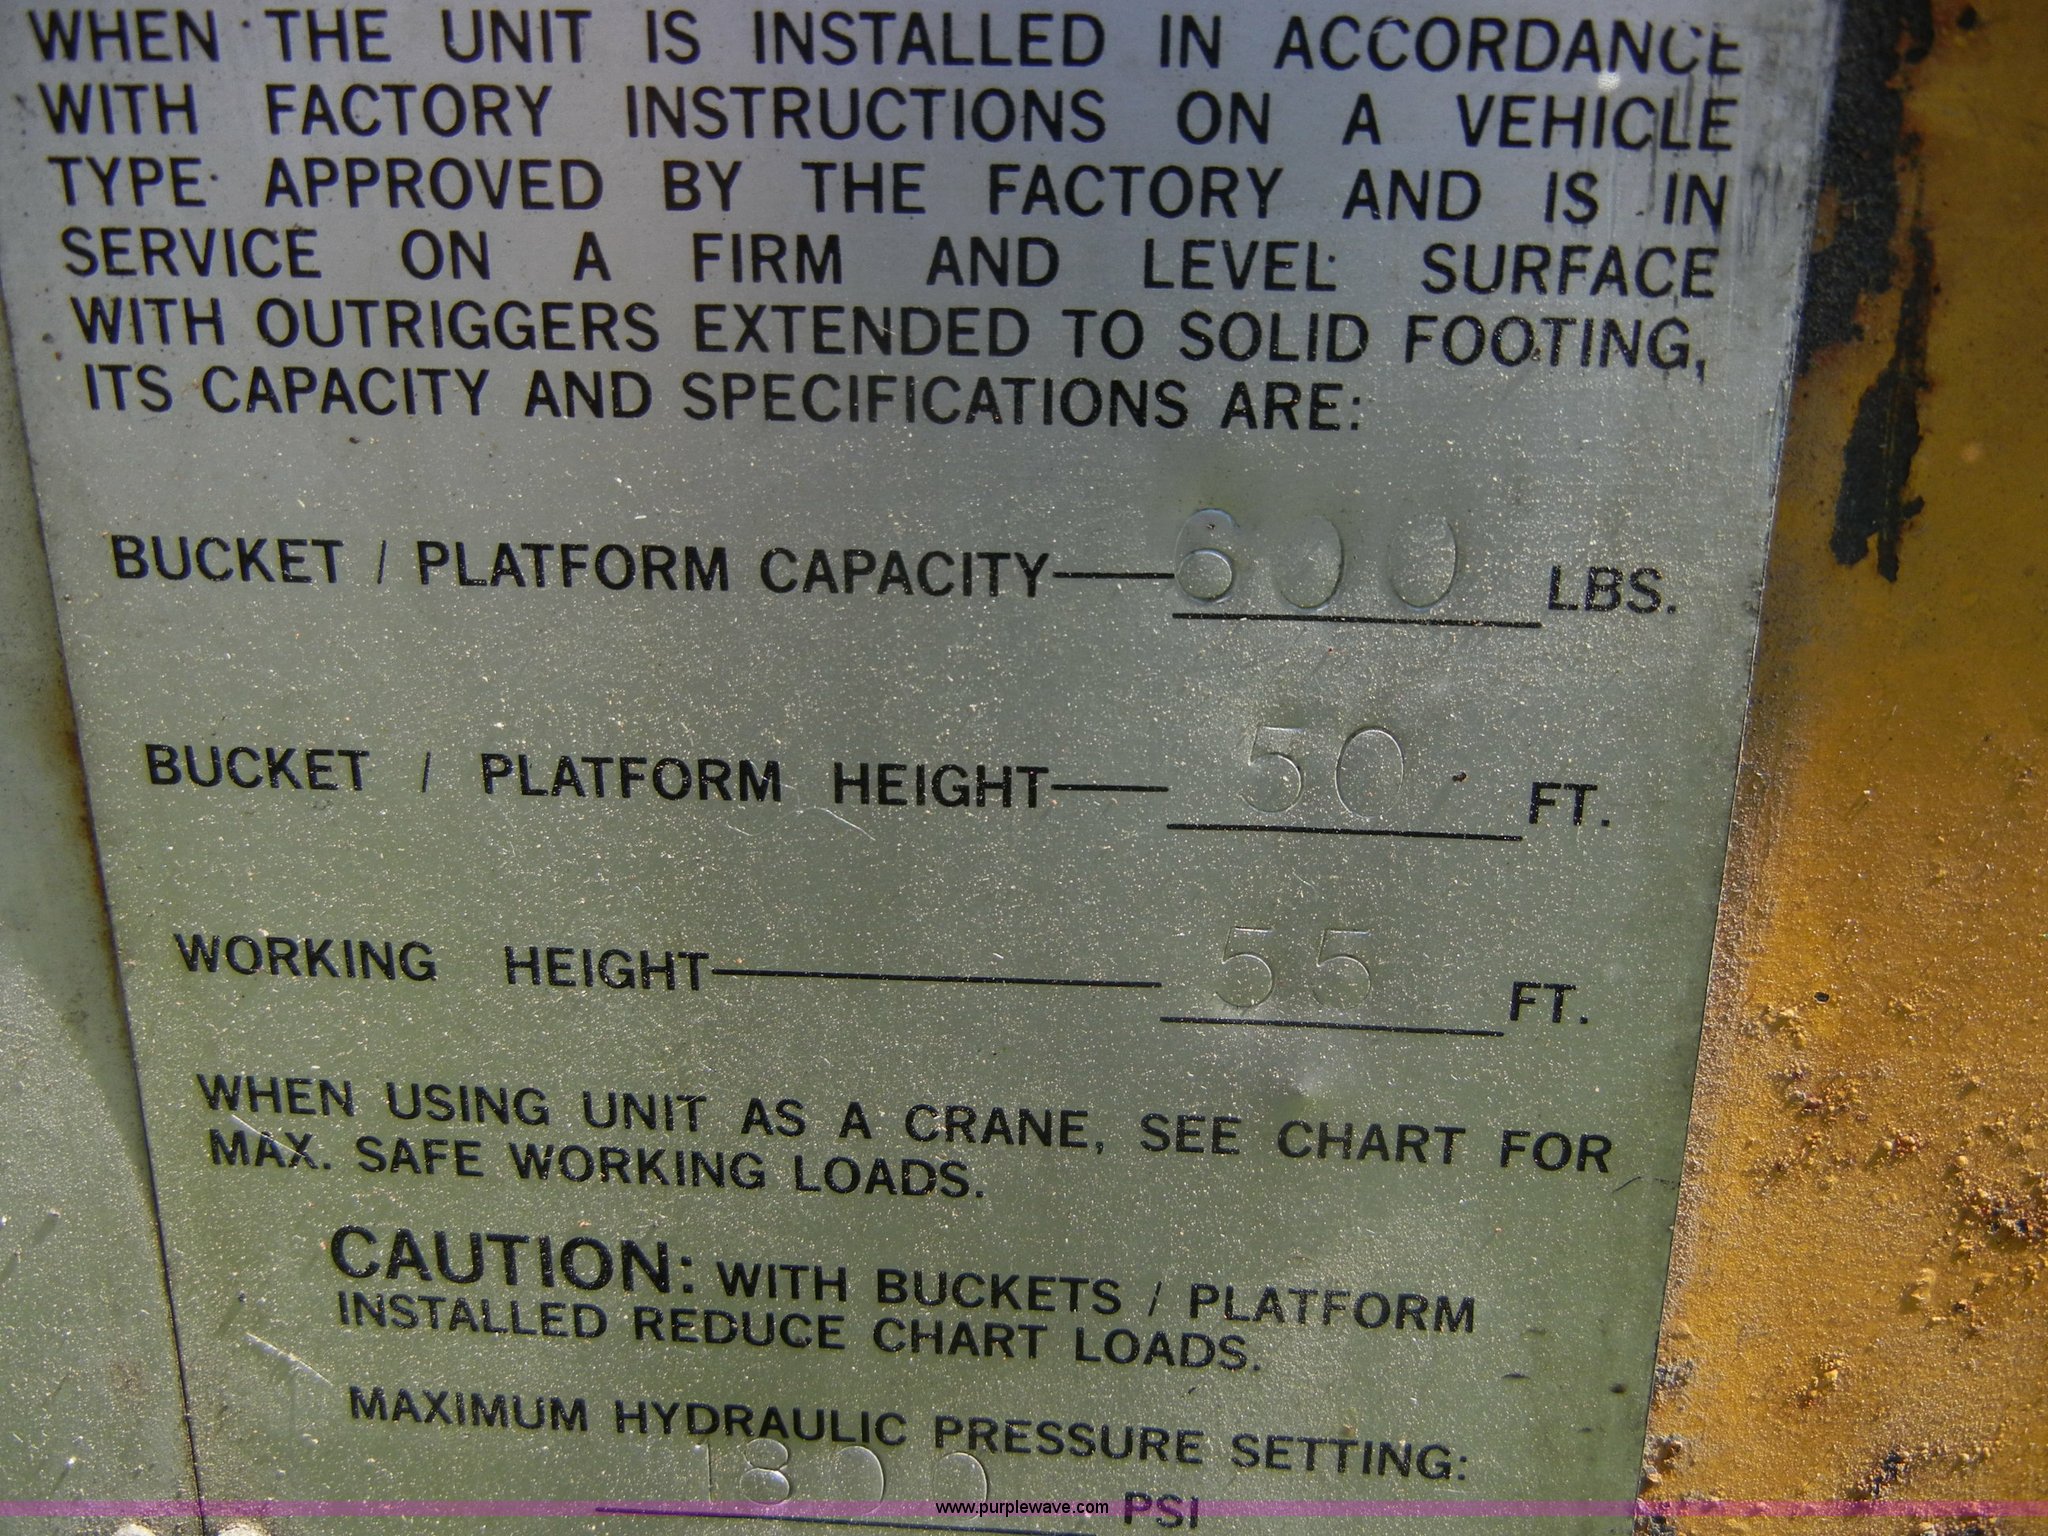 WHEN THE UNIT IS INSTALLED IN ACCORDANCE
WITH FACTORY INSTRUCTIONS ON A VEHICLE
TYPE APPROVED BY THE FACTORY AND IS IN
SERVICE ON A FIRM AND LEVEL SURFACE
WITH OUTRIGGERS EXTENDED TO SOLID FOOTING,
ITS CAPACITY AND SPECIFICATIONS ARE:
BUCKET / PLATFORM CAPACITY 600 LBS.
BUCKET / PLATFORM HEIGHT 50 FT.
WORKING HEIGHT 55 FT.
WHEN USING UNIT AS A CRANE, SEE CHART FOR
MAX. SAFE WORKING LOADS.
CAUTION: WITH BUCKETS / PLATFORM
INSTALLED REDUCE CHART LOADS.
MAXIMUM HYDRAULIC PRESSURE SETTING:
1800 PSI
www.purplewave.com